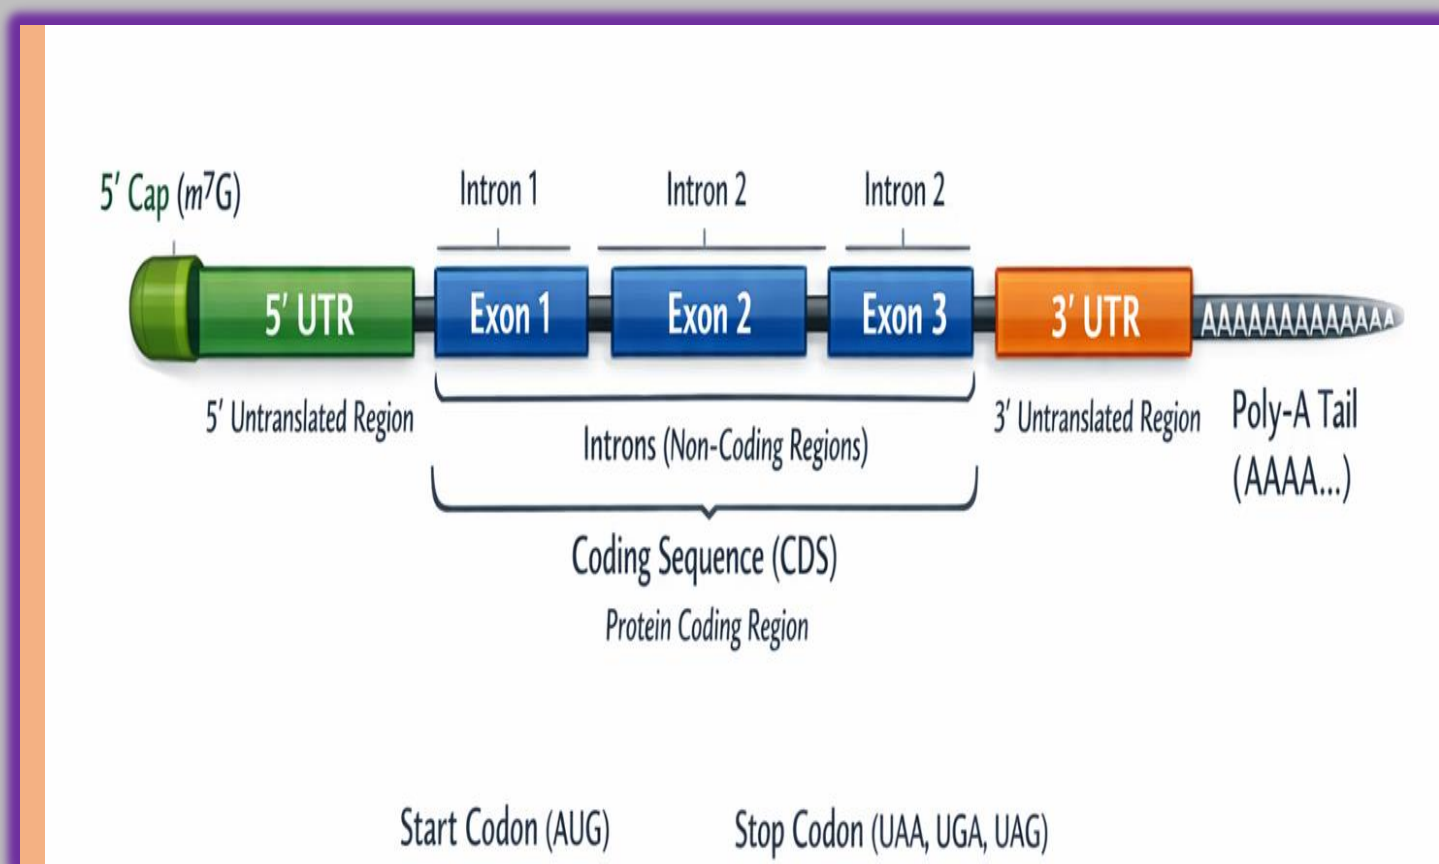 5′ Cap (m⁷G)
Intron 1
Intron 2
Intron 2
5′ UTR
Exon 1
Exon 2
Exon 3
3′ UTR
AAAAAAAAAAAAAA
5′ Untranslated Region
Introns (Non-Coding Regions)
3′ Untranslated Region
Poly-A Tail
(AAAA...)
Coding Sequence (CDS)
Protein Coding Region
Start Codon (AUG)
Stop Codon (UAA, UGA, UAG)